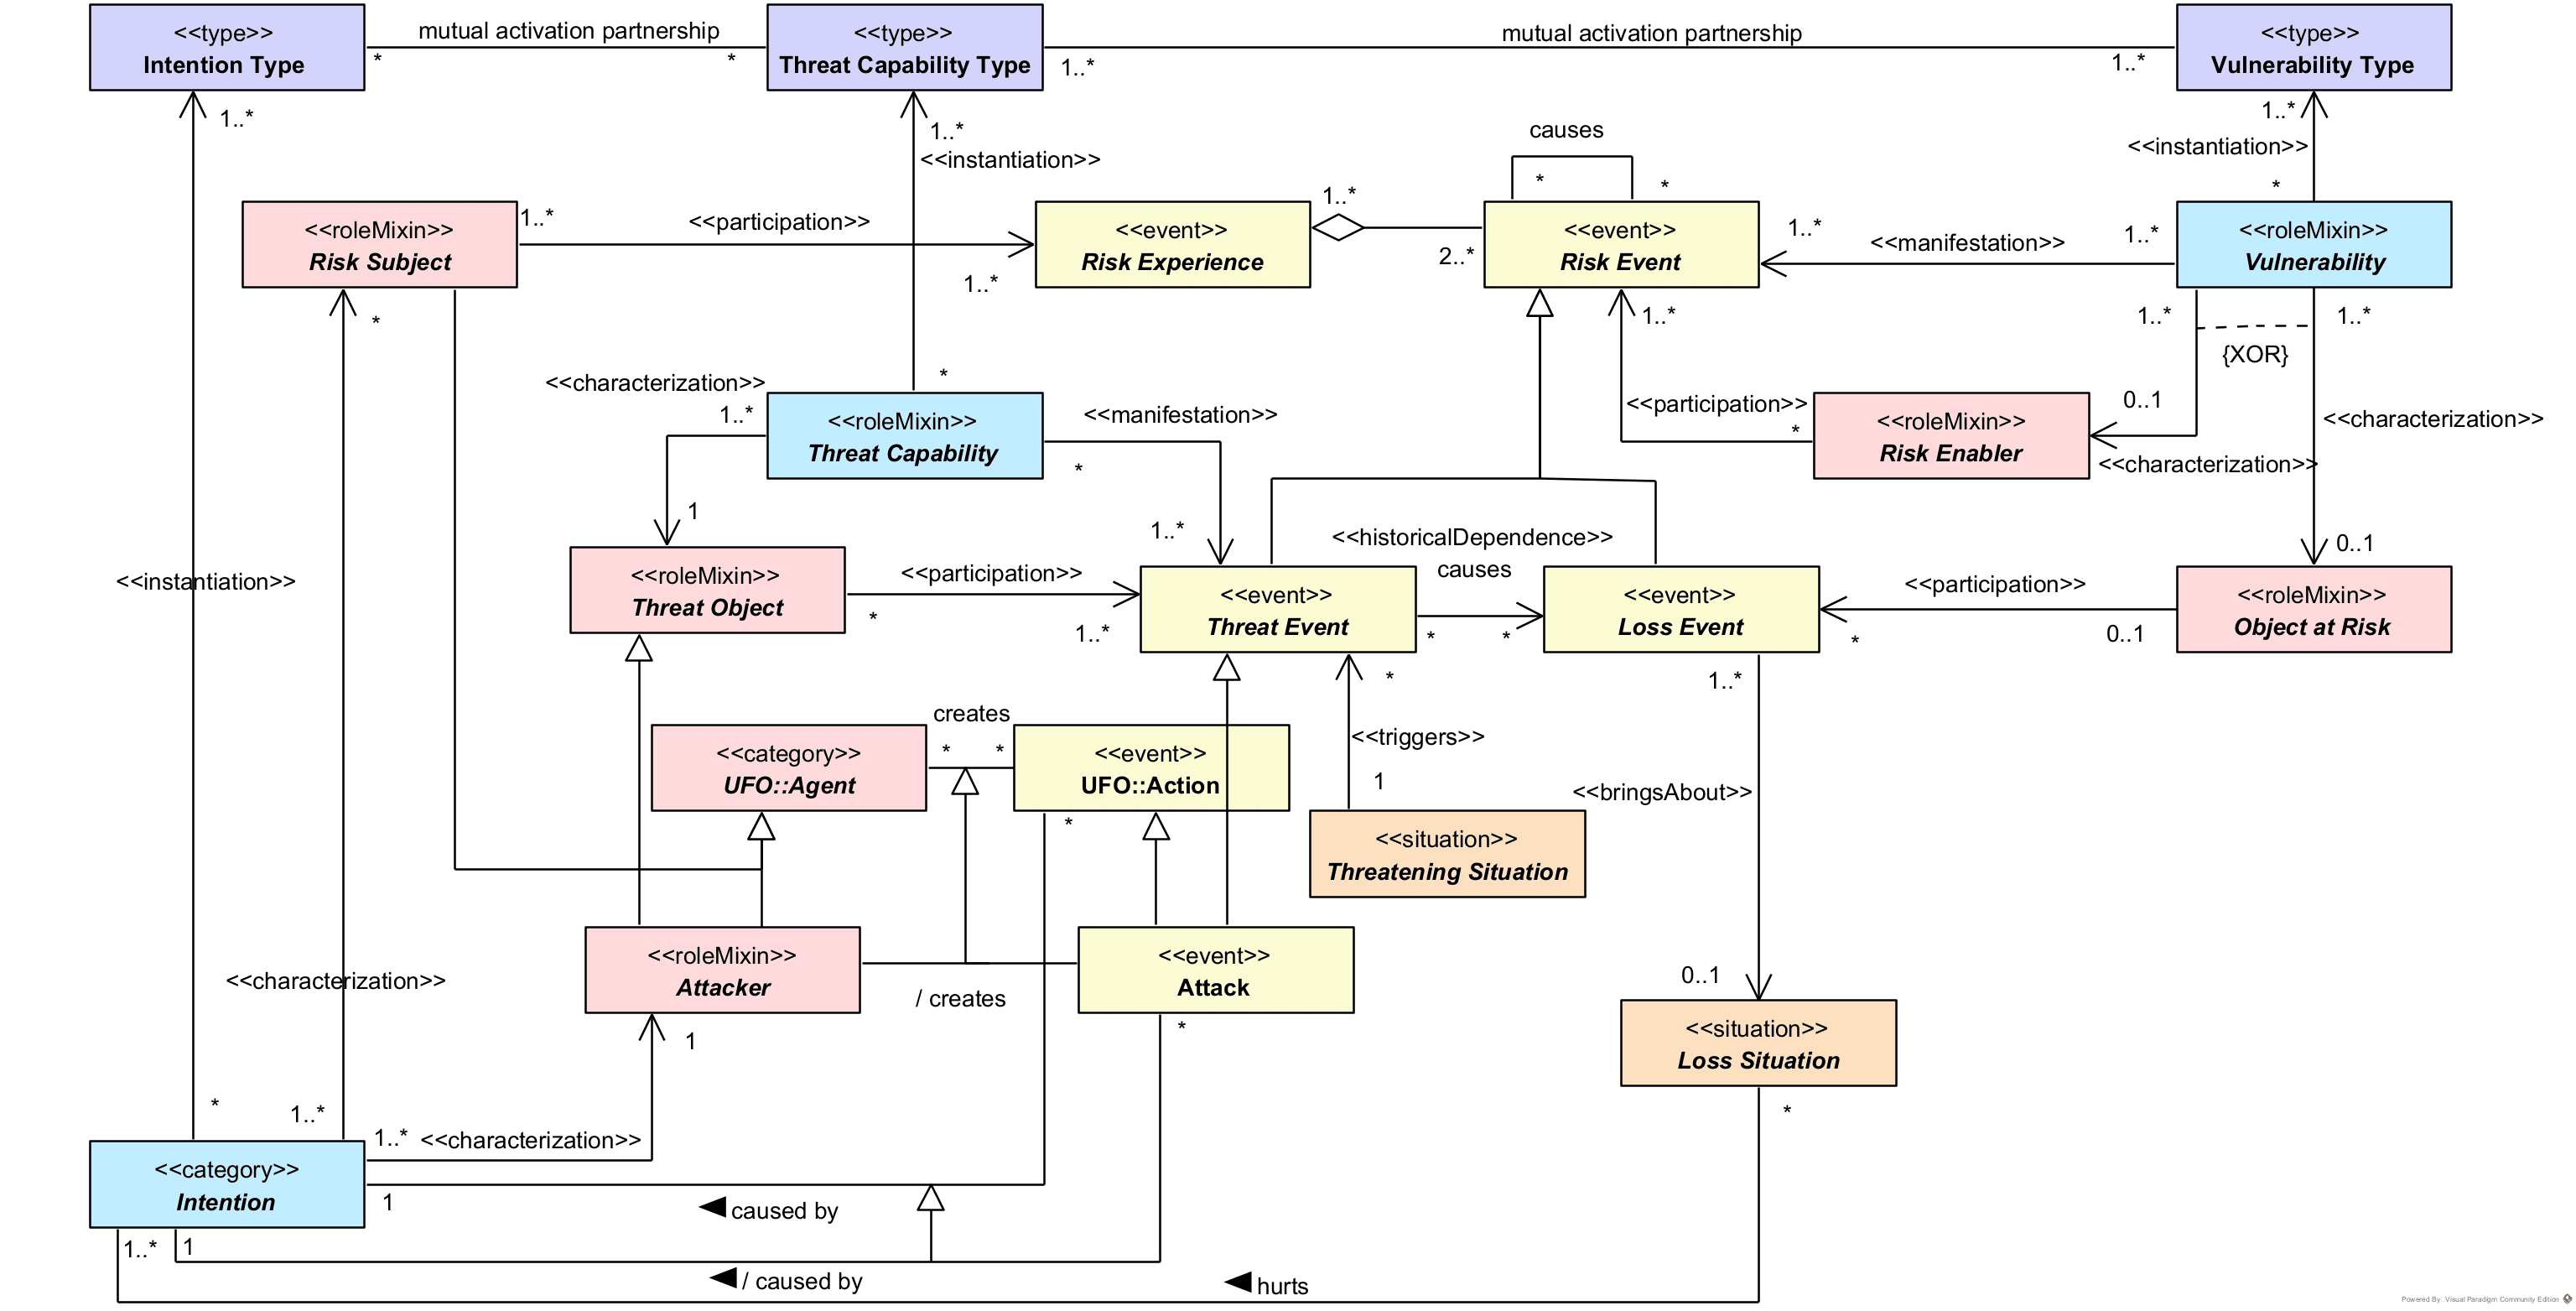 <<type>>
Intention Type
mutual activation partnership
*
*
<<type>>
Threat Capability Type
mutual activation partnership
1..*
1..*
<<type>>
Vulnerability Type
1..*
1..*
<<instantiation>>
causes
*
*
1..*
<<instantiation>>
*
<<roleMixin>>
Risk Subject
1..*
<<participation>>
1..*
<<event>>
Risk Experience
1..*
2..*
<<event>>
Risk Event
1..*
<<manifestation>>
1..*
<<roleMixin>>
Vulnerability
*
1..*
1..*
1..*
{XOR}
<<characterization>>
1..*
*
<<roleMixin>>
Threat Capability
<<manifestation>>
*
<<participation>>
*
<<roleMixin>>
Risk Enabler
0..1
<<characterization>>
<<characterization>>
1
1..*
<<historicalDependence>>
causes
0..1
<<instantiation>>
<<roleMixin>>
Threat Object
<<participation>>
*
1..*
<<event>>
Threat Event
*
*
<<event>>
Loss Event
<<participation>>
*
0..1
<<roleMixin>>
Object at Risk
*
1..*
creates
*
*
<<category>>
UFO::Agent
<<event>>
UFO::Action
<<triggers>>
1
<<bringsAbout>>
*
<<situation>>
Threatening Situation
<<characterization>>
<<roleMixin>>
Attacker
/ creates
<<event>>
Attack
0..1
1
*
<<situation>>
Loss Situation
*
1..*
*
1..*
<<characterization>>
<<category>>
Intention
1
caused by
1..*
1
/ caused by
hurts
Powered By: Visual Paradigm Community Edition